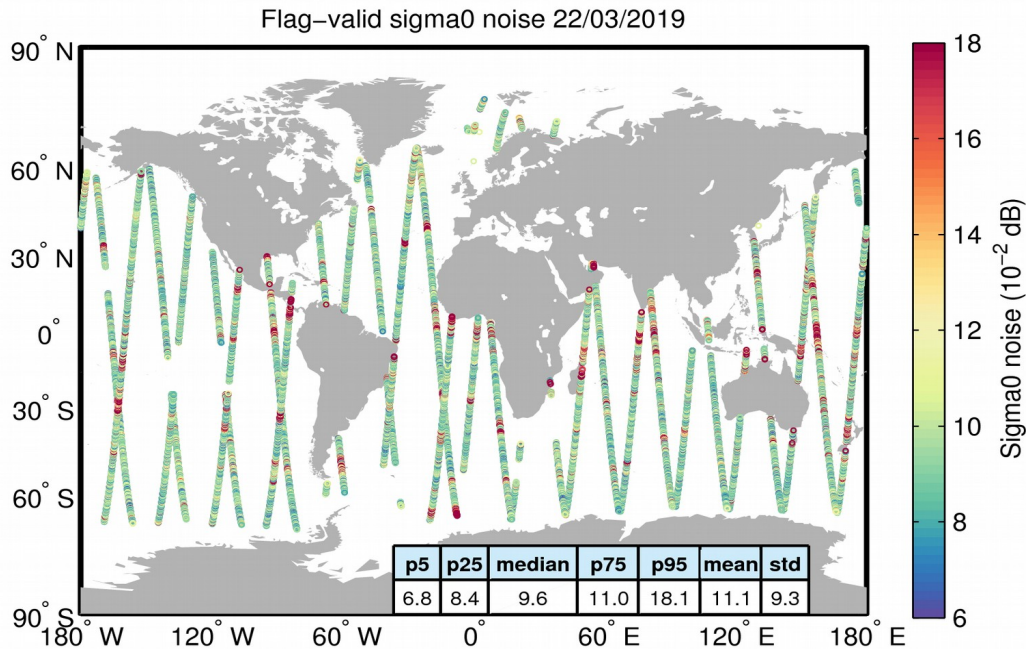 Flag−valid sigma0 noise 22/03/2019
90° N
60° N
30° N
0°
30° S
60° S
90° S
180° W
120° W
60° W
0°
60° E
120° E
180° E
18
16
14
12
10
8
6
Sigma0 noise (10⁻² dB)
p5 p25 median p75 p95 mean std
6.8 8.4 9.6 11.0 18.1 11.1 9.3